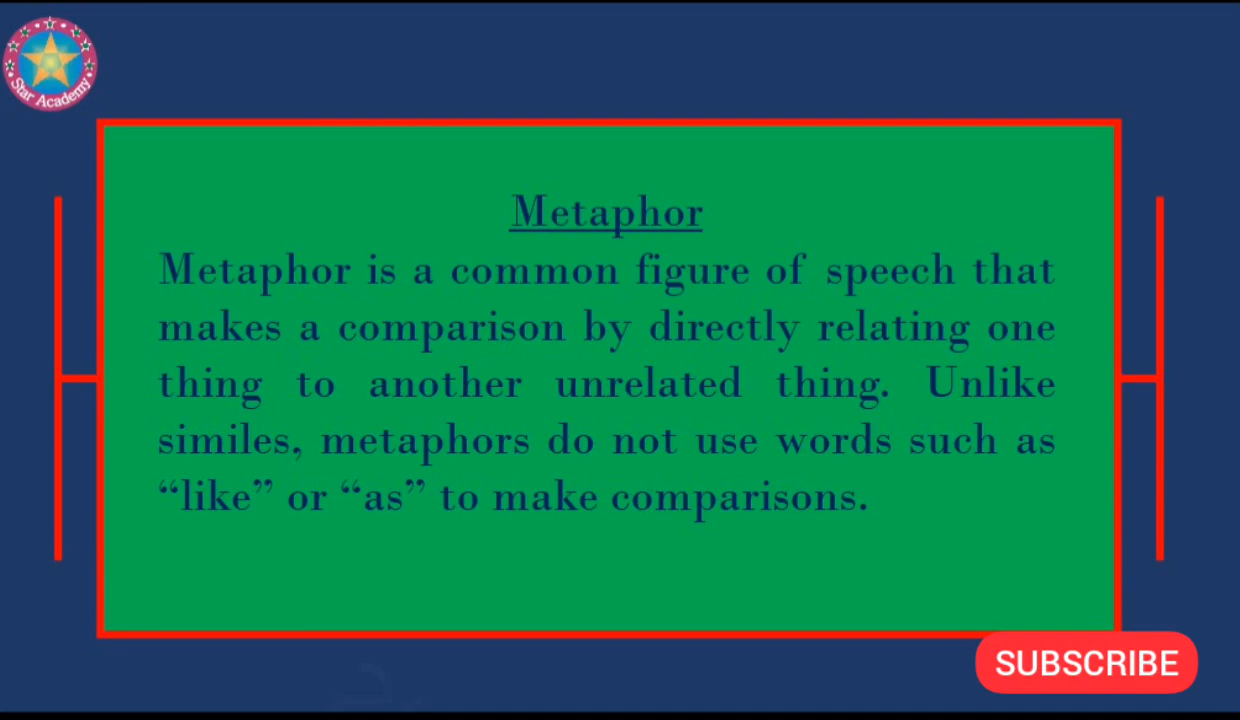 Star Academy
Metaphor
Metaphor is a common figure of speech that
makes a comparison by directly relating one
thing to another unrelated thing. Unlike
similes, metaphors do not use words such as
“like” or “as” to make comparisons.
SUBSCRIBE